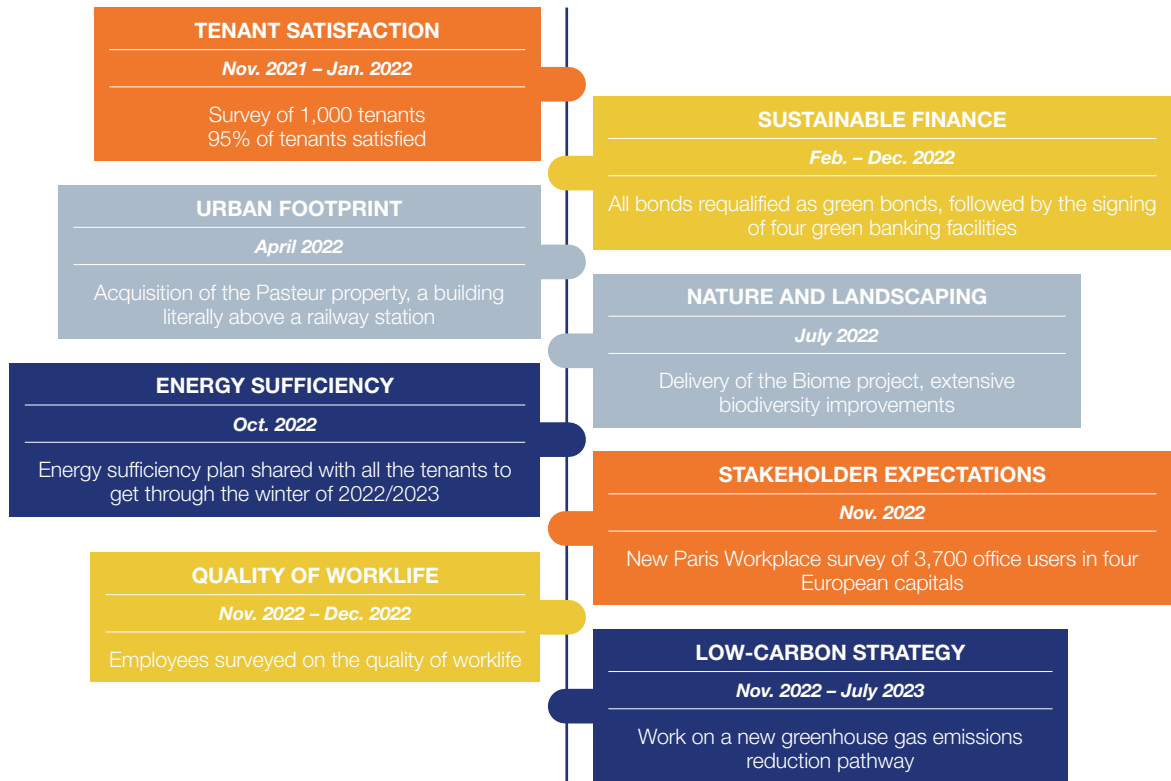 TENANT SATISFACTION
Nov. 2021 – Jan. 2022
Survey of 1,000 tenants
95% of tenants satisfied
SUSTAINABLE FINANCE
Feb. – Dec. 2022
All bonds requalified as green bonds, followed by the signing
of four green banking facilities
URBAN FOOTPRINT
April 2022
Acquisition of the Pasteur property, a building
literally above a railway station
NATURE AND LANDSCAPING
July 2022
Delivery of the Biome project, extensive
biodiversity improvements
ENERGY SUFFICIENCY
Oct. 2022
Energy sufficiency plan shared with all the tenants to
get through the winter of 2022/2023
STAKEHOLDER EXPECTATIONS
Nov. 2022
New Paris Workplace survey of 3,700 office users in four
European capitals
QUALITY OF WORKLIFE
Nov. 2022 – Dec. 2022
Employees surveyed on the quality of worklife
LOW-CARBON STRATEGY
Nov. 2022 – July 2023
Work on a new greenhouse gas emissions
reduction pathway